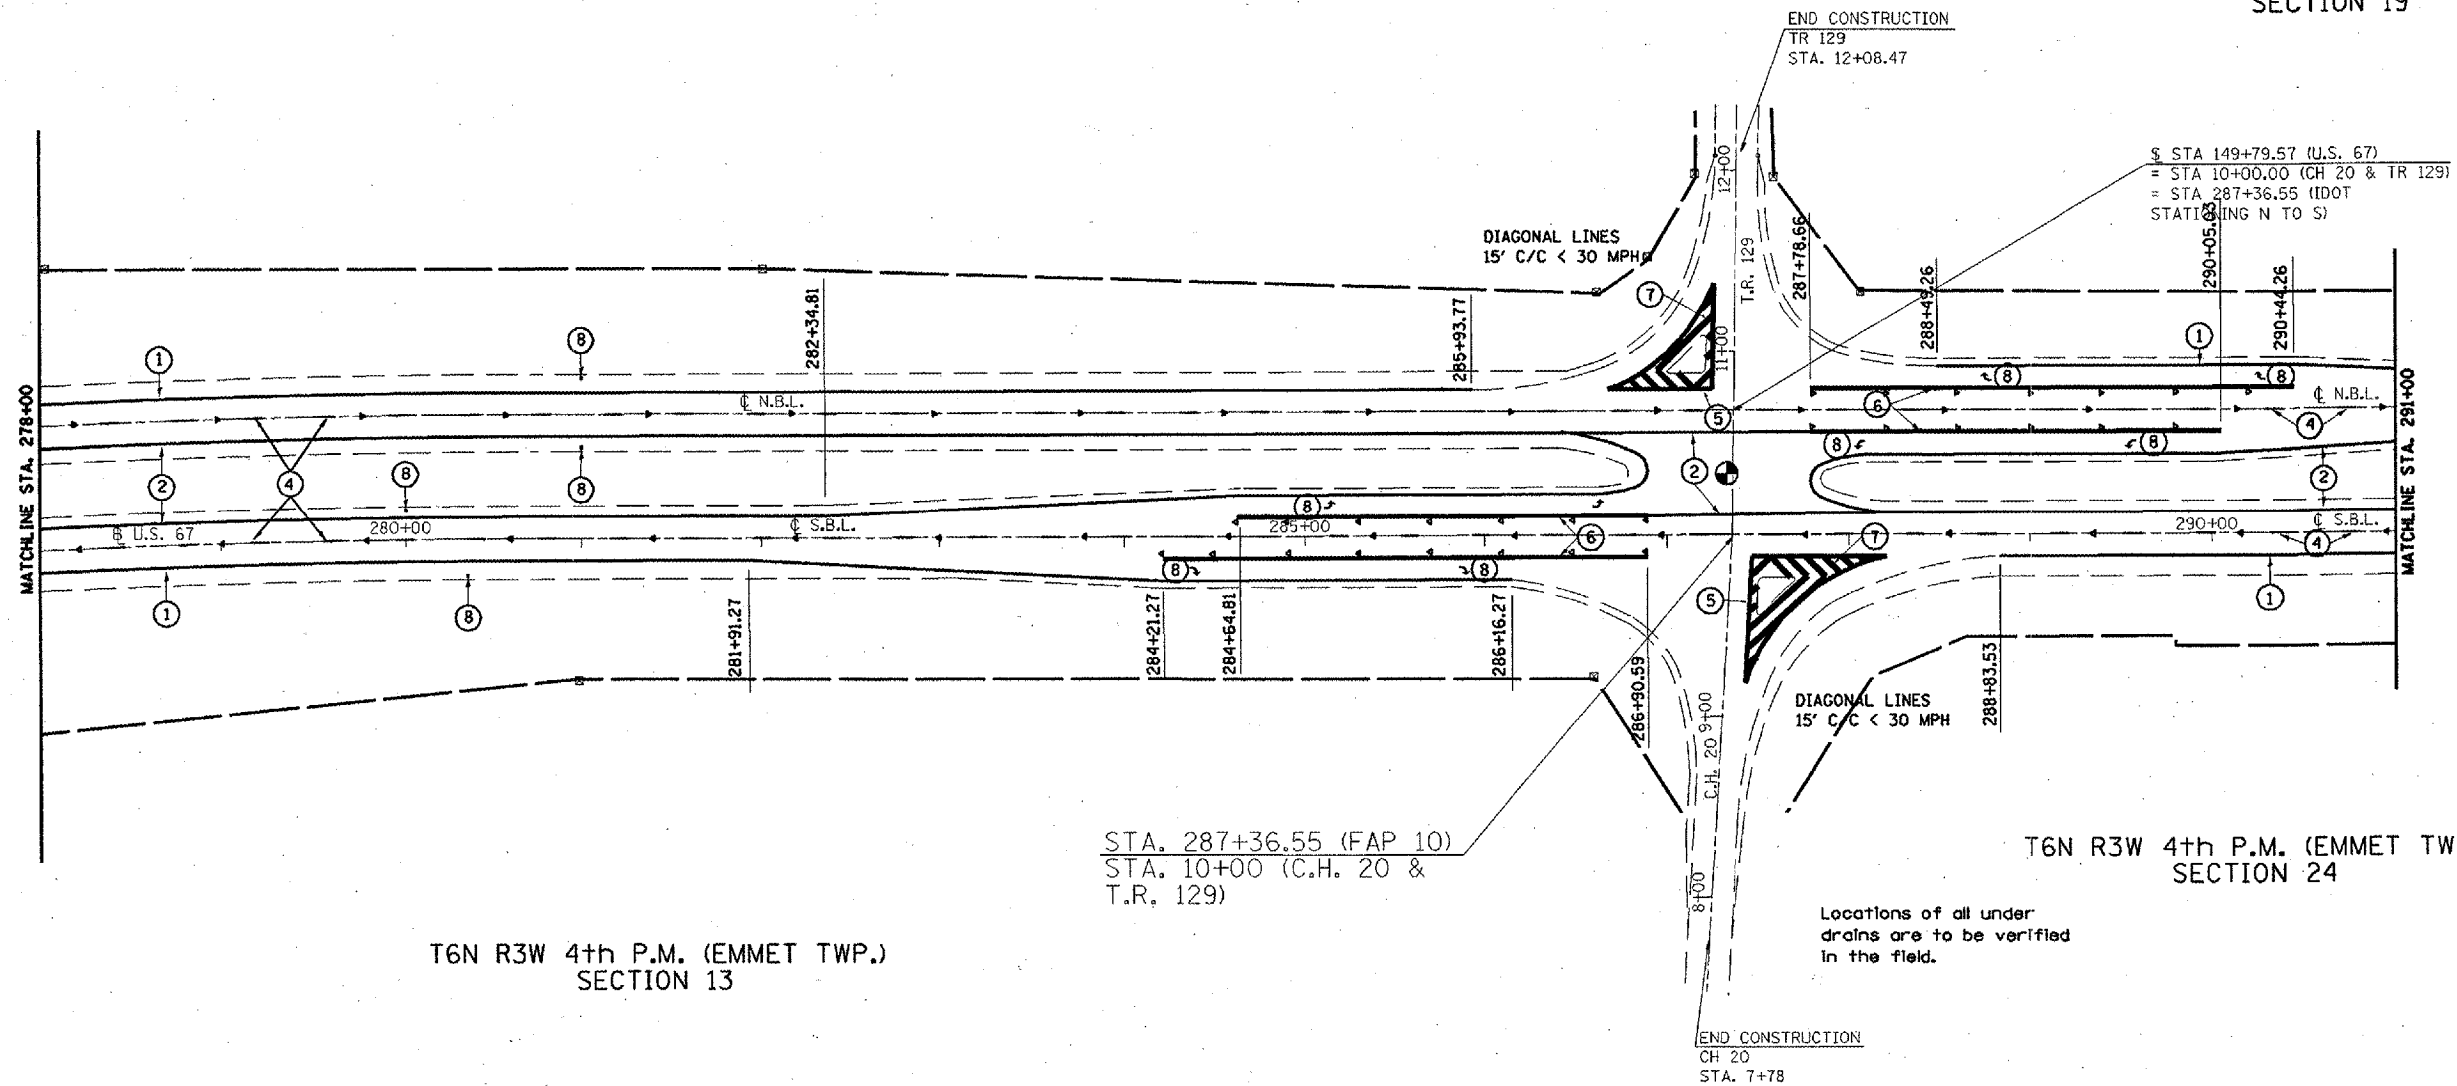 SECTION 19
END CONSTRUCTION
TR 129
STA. 12+08.47
℄ STA 149+79.57 (U.S. 67)
= STA 10+00.00 (CH 20 & TR 129)
= STA 287+36.55 (IDOT
STATIONING N TO S)
DIAGONAL LINES
15' C/C < 30 MPH
12+00
T.R. 129
11+00
287+78.66
288+49.26
290+05.03
290+44.26
282+34.81
285+93.77
MATCHLINE STA. 278+00
MATCHLINE STA. 291+00
1
8
7
1
8
8
℄ N.B.L.
5
6
℄ N.B.L.
4
2
8
8
4
8
2
8
8
2
8
℄ U.S. 67
280+00
℄ S.B.L.
285+00
6
7
290+00
℄ S.B.L.
4
1
8
8
8
5
1
281+91.27
284+21.27
284+64.81
286+16.27
286+90.59
288+83.53
DIAGONAL LINES
15' C/C < 30 MPH
C.H. 20
9+00
8+00
STA. 287+36.55 (FAP 10)
STA. 10+00 (C.H. 20 &
T.R. 129)
T6N R3W 4th P.M. (EMMET TW
SECTION 24
Locations of all under
drains are to be verified
in the field.
T6N R3W 4th P.M. (EMMET TWP.)
SECTION 13
END CONSTRUCTION
CH 20
STA. 7+78